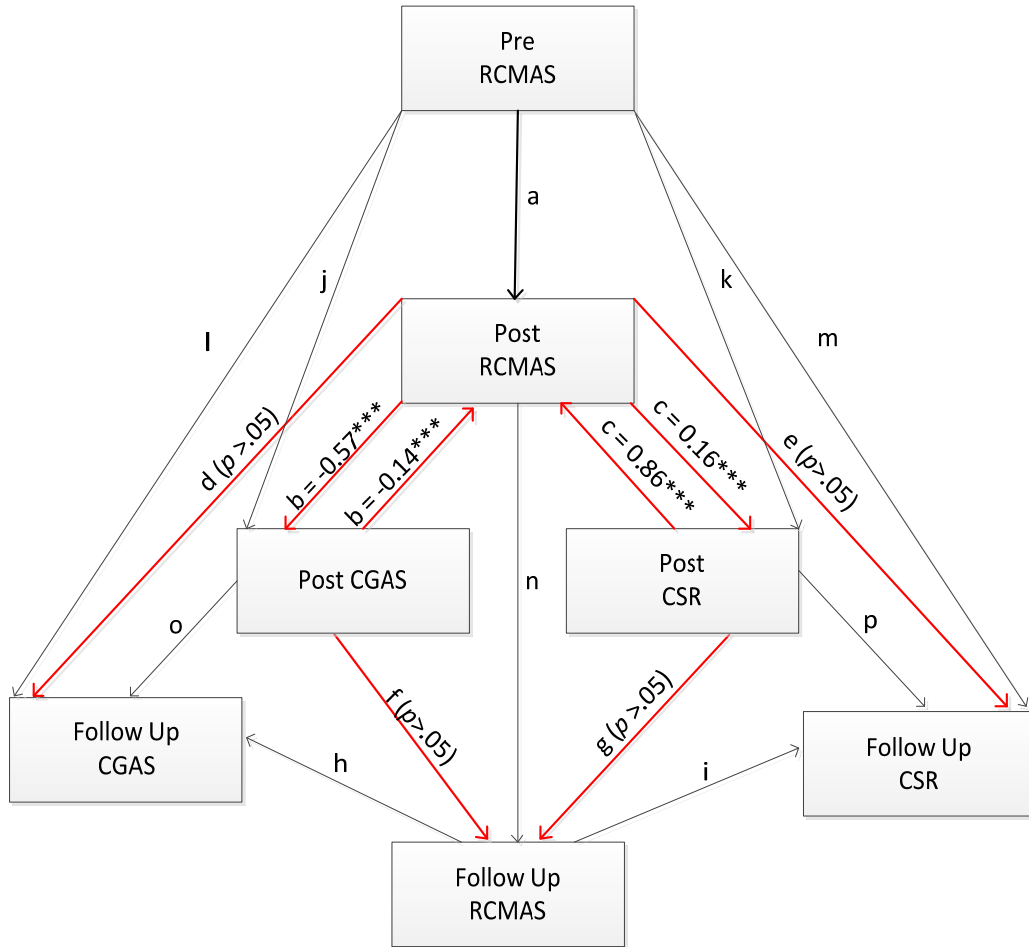 Pre
RCMAS
a
j
k
l
m
Post
RCMAS
d (p >.05)
b = -0.57***
b = -0.14***
c = 0.86***
c = 0.16***
e (p>.05)
Post CGAS
n
Post
CSR
o
p
f (p>.05)
g (p >.05)
Follow Up
CGAS
h
i
Follow Up
CSR
Follow Up
RCMAS